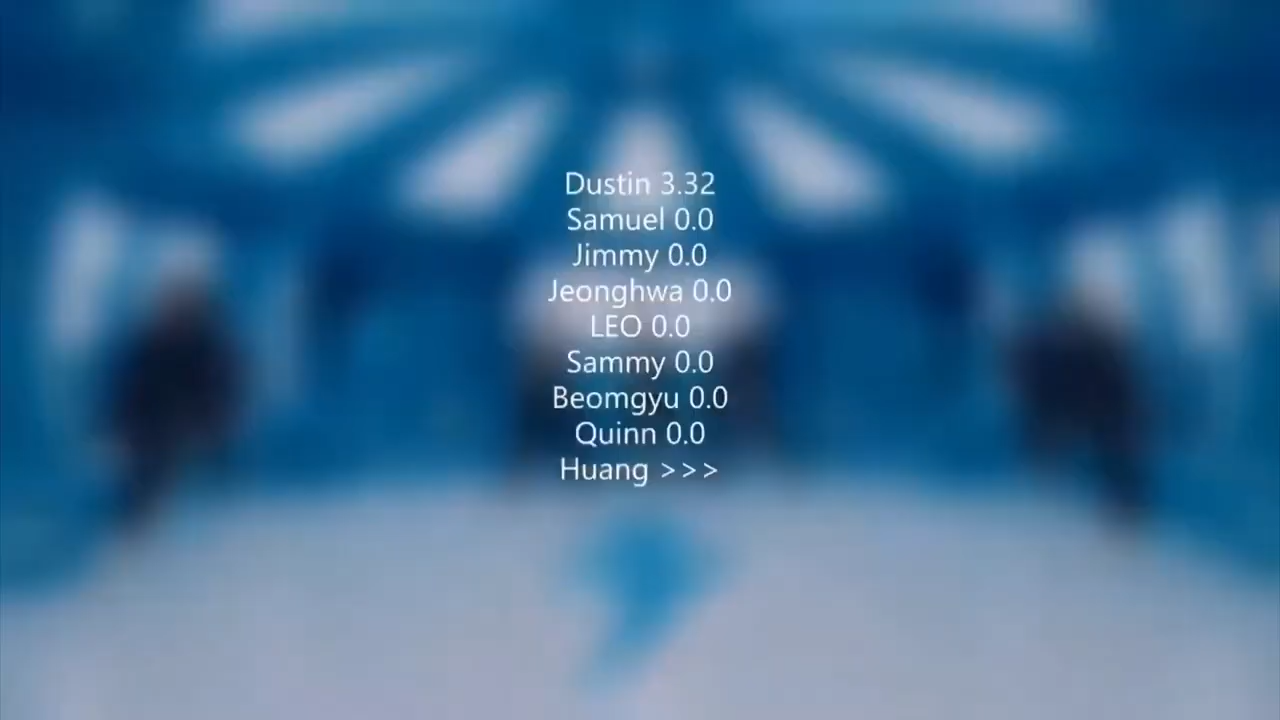 Dustin 3.32
Samuel 0.0
Jimmy 0.0
Jeonghwa 0.0
LEO 0.0
Sammy 0.0
Beomgyu 0.0
Quinn 0.0
Huang >>>